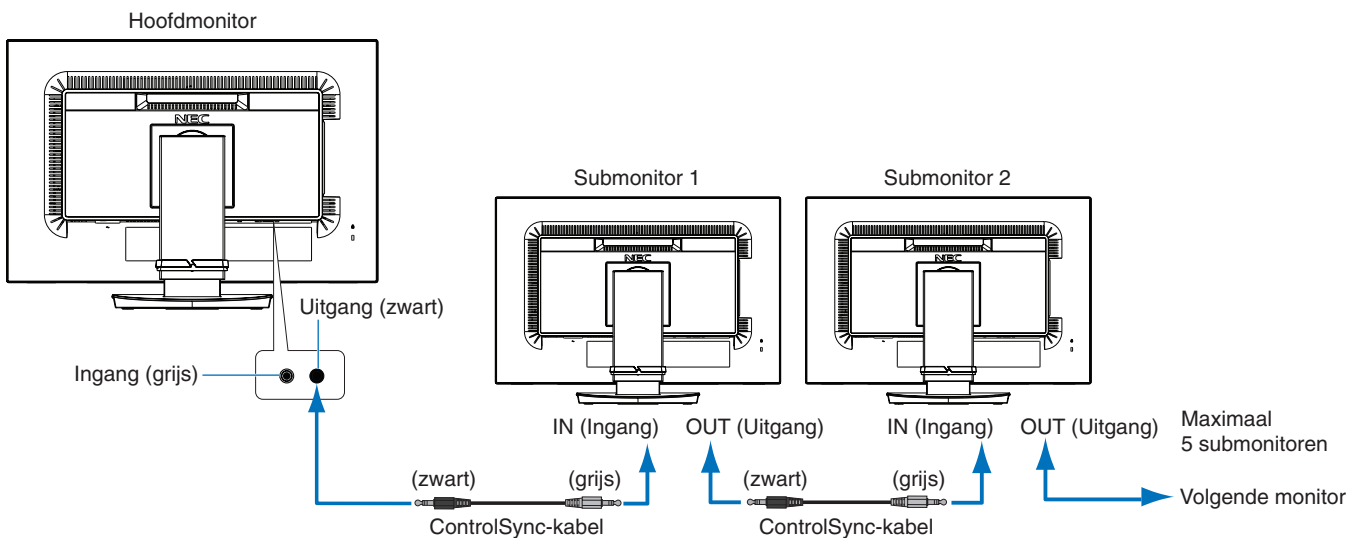 Hoofdmonitor
NEC
Submonitor 1
Submonitor 2
NEC
NEC
Uitgang (zwart)
Ingang (grijs)
IN (Ingang)
OUT (Uitgang)
IN (Ingang)
OUT (Uitgang)
Maximaal
5 submonitoren
(zwart)
(grijs)
(zwart)
(grijs)
Volgende monitor
ControlSync-kabel
ControlSync-kabel